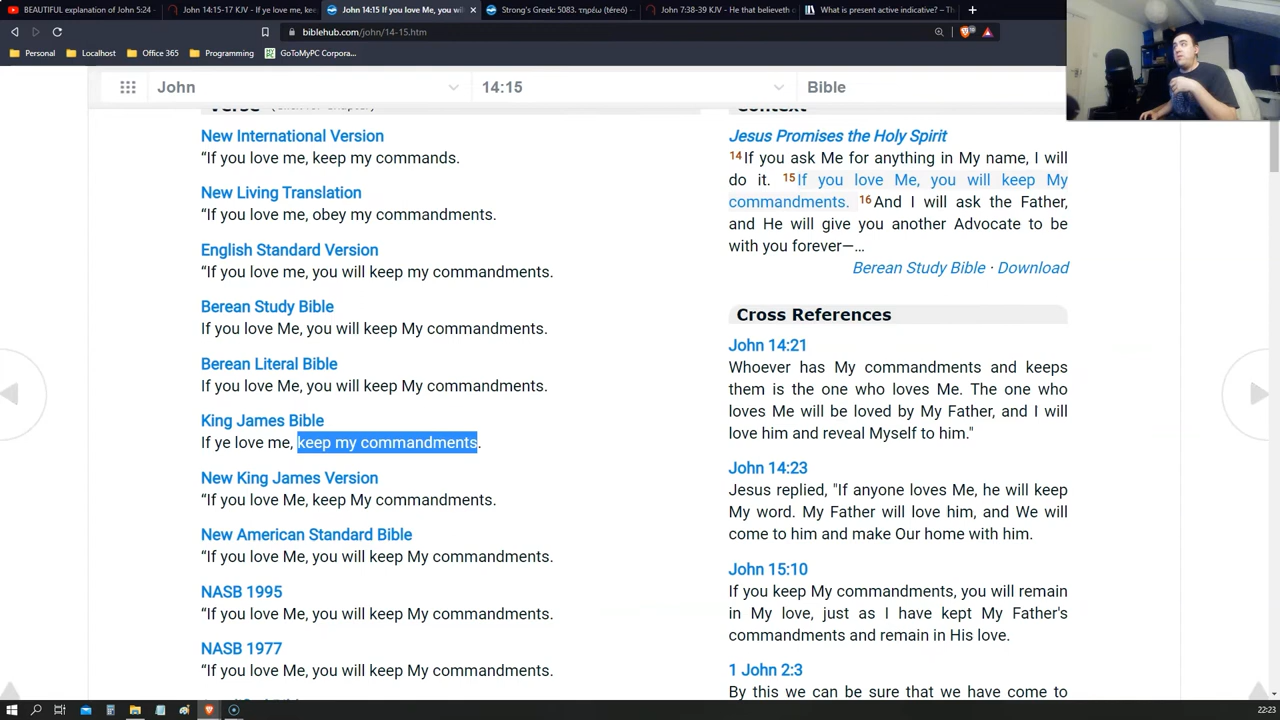 BEAUTIFUL explanation of John 5:24 -
John 14:15-17 KJV - If ye love me, kee
John 14:15 If you love Me, you wi
Strong's Greek: 5083. τηρέω (téreó)
John 7:38-39 KJV - He that believeth o
What is present active indicative? – Th
biblehub.com/john/14-15.htm
Personal
Localhost
Office 365
Programming
GoToMyPC Corpora...
John
14:15
Bible
Verse (Click for Chapter)
New International Version
“If you love me, keep my commands.
New Living Translation
“If you love me, obey my commandments.
English Standard Version
“If you love me, you will keep my commandments.
Berean Study Bible
If you love Me, you will keep My commandments.
Berean Literal Bible
If you love Me, you will keep My commandments.
King James Bible
If ye love me, keep my commandments.
New King James Version
“If you love Me, keep My commandments.
New American Standard Bible
“If you love Me, you will keep My commandments.
NASB 1995
“If you love Me, you will keep My commandments.
NASB 1977
“If you love Me, you will keep My commandments.
Context
Jesus Promises the Holy Spirit
14If you ask Me for anything in My name, I will
do it. 15If you love Me, you will keep My
commandments. 16And I will ask the Father,
and He will give you another Advocate to be
with you forever—...
Berean Study Bible · Download
Cross References
John 14:21
Whoever has My commandments and keeps
them is the one who loves Me. The one who
loves Me will be loved by My Father, and I will
love him and reveal Myself to him."
John 14:23
Jesus replied, "If anyone loves Me, he will keep
My word. My Father will love him, and We will
come to him and make Our home with him.
John 15:10
If you keep My commandments, you will remain
in My love, just as I have kept My Father's
commandments and remain in His love.
1 John 2:3
By this we can be sure that we have come to
22:23